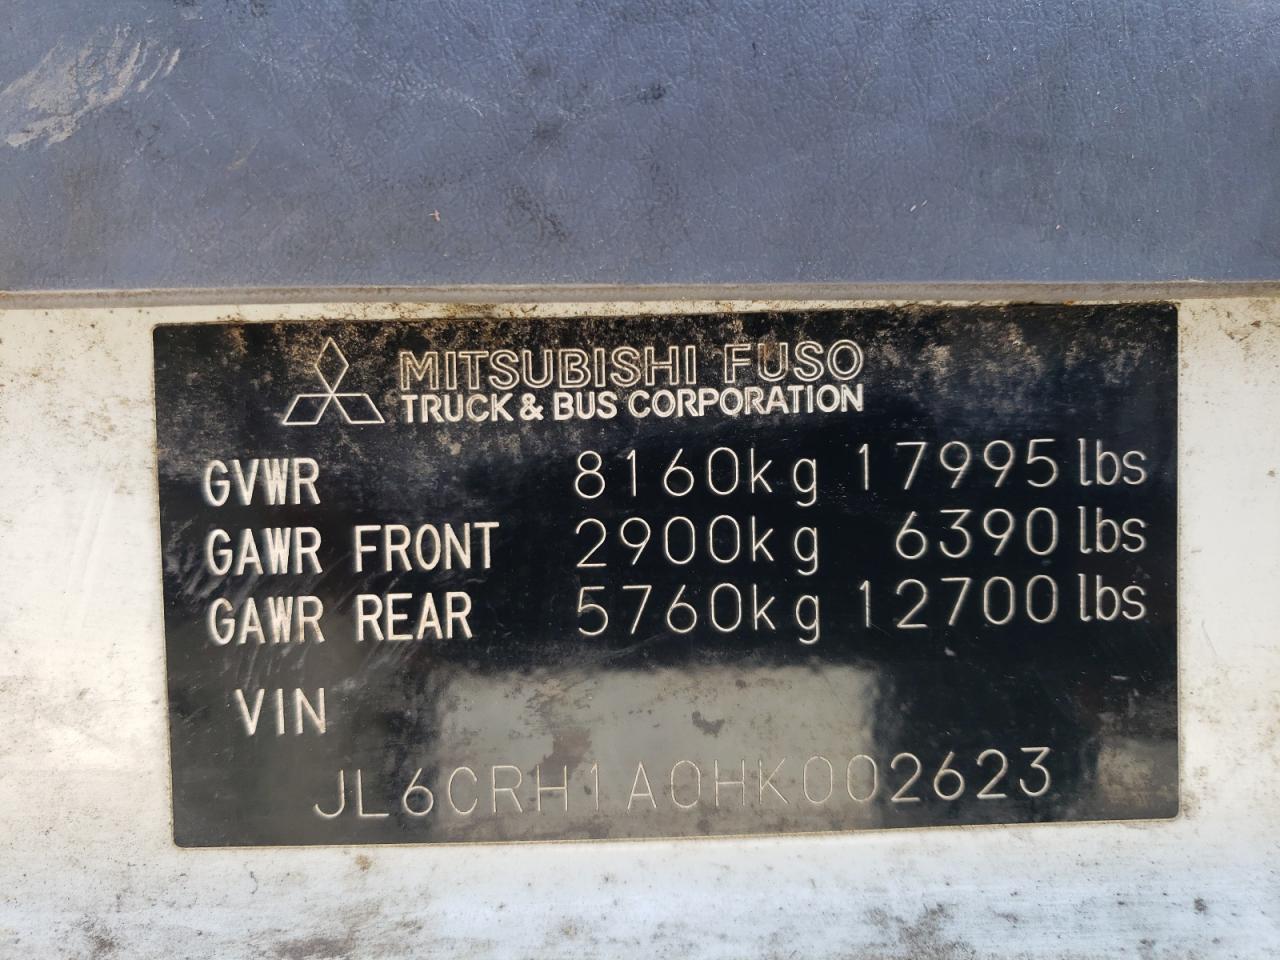 MITSUBISHI FUSO
TRUCK & BUS CORPORATION
GVWR 8160kg 17995 lbs
GAWR FRONT 2900kg 6390 lbs
GAWR REAR 5760kg 12700 lbs
VIN
JL6CRH1A0HK002623